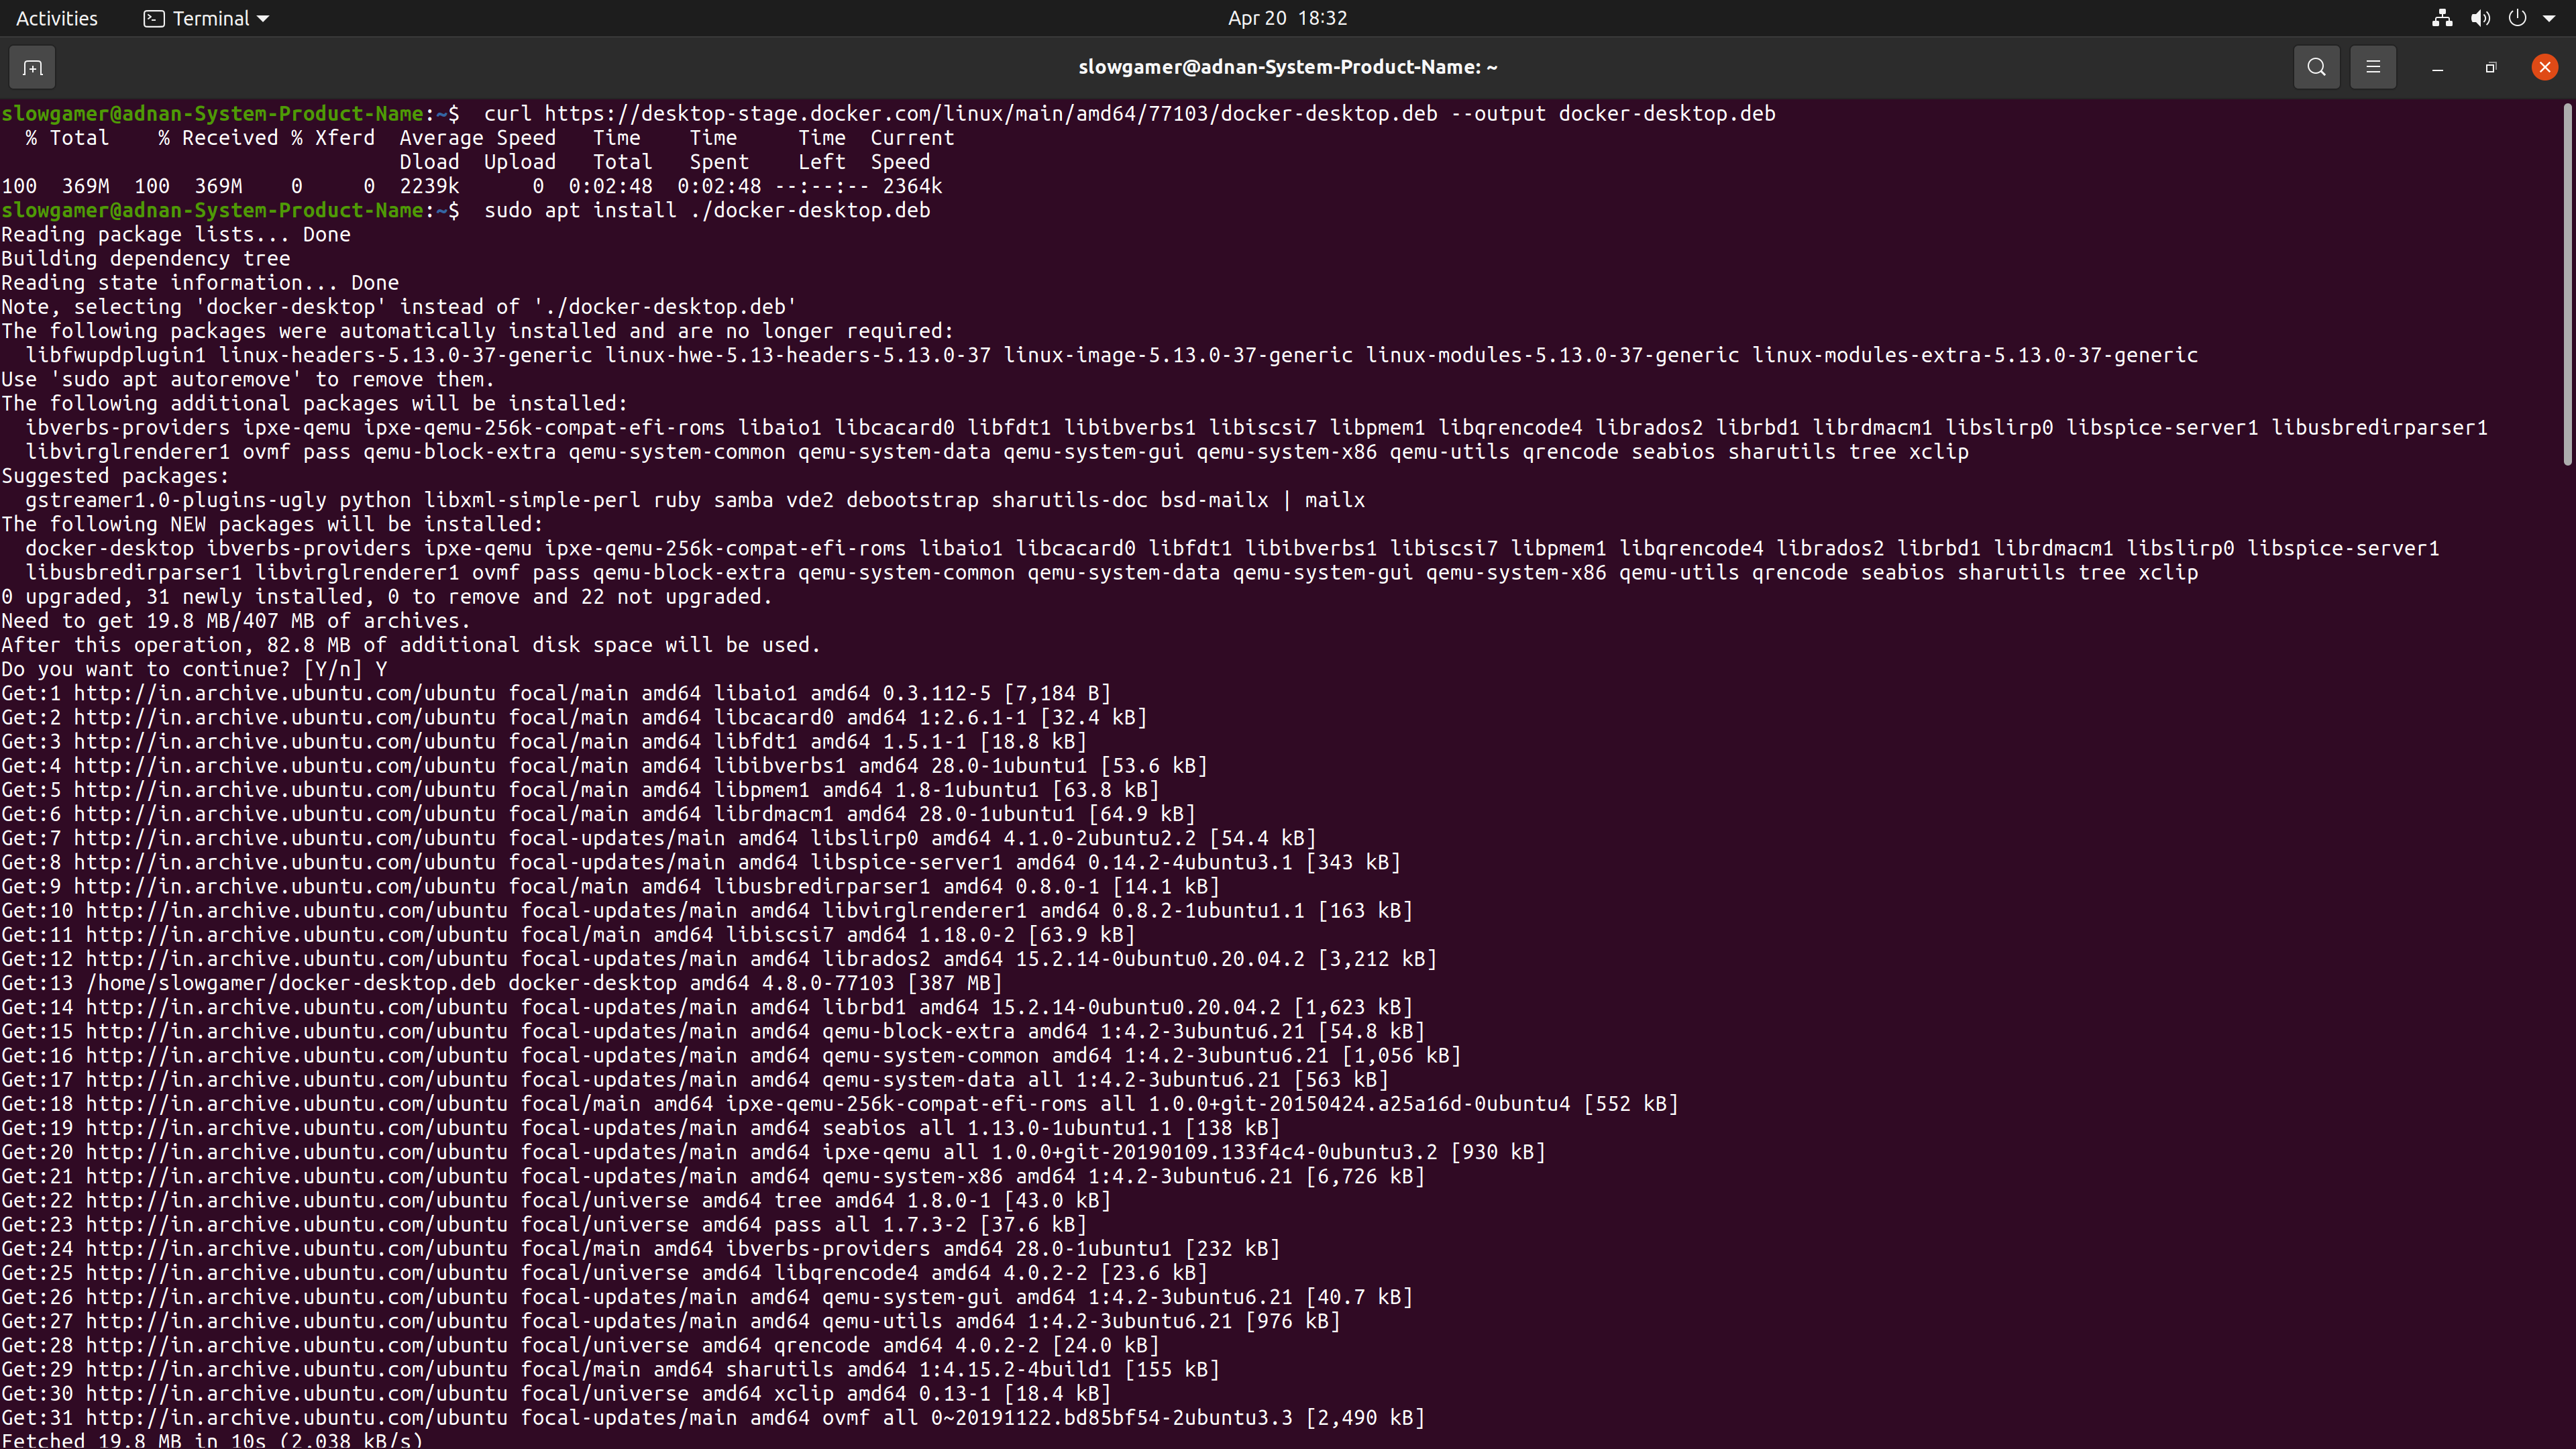 Activities Terminal Apr 20 18:32
slowgamer@adnan-System-Product-Name: ~
slowgamer@adnan-System-Product-Name:~$  curl https://desktop-stage.docker.com/linux/main/amd64/77103/docker-desktop.deb --output docker-desktop.deb
  % Total    % Received % Xferd  Average Speed   Time    Time     Time  Current
                                 Dload  Upload   Total   Spent    Left  Speed
100  369M  100  369M    0     0  2239k      0  0:02:48  0:02:48 --:--:-- 2364k
slowgamer@adnan-System-Product-Name:~$  sudo apt install ./docker-desktop.deb
Reading package lists... Done
Building dependency tree
Reading state information... Done
Note, selecting 'docker-desktop' instead of './docker-desktop.deb'
The following packages were automatically installed and are no longer required:
  libfwupdplugin1 linux-headers-5.13.0-37-generic linux-hwe-5.13-headers-5.13.0-37 linux-image-5.13.0-37-generic linux-modules-5.13.0-37-generic linux-modules-extra-5.13.0-37-generic
Use 'sudo apt autoremove' to remove them.
The following additional packages will be installed:
  ibverbs-providers ipxe-qemu ipxe-qemu-256k-compat-efi-roms libaio1 libcacard0 libfdt1 libibverbs1 libiscsi7 libpmem1 libqrencode4 librados2 librbd1 librdmacm1 libslirp0 libspice-server1 libusbredirparser1
  libvirglrenderer1 ovmf pass qemu-block-extra qemu-system-common qemu-system-data qemu-system-gui qemu-system-x86 qemu-utils qrencode seabios sharutils tree xclip
Suggested packages:
  gstreamer1.0-plugins-ugly python libxml-simple-perl ruby samba vde2 debootstrap sharutils-doc bsd-mailx | mailx
The following NEW packages will be installed:
  docker-desktop ibverbs-providers ipxe-qemu ipxe-qemu-256k-compat-efi-roms libaio1 libcacard0 libfdt1 libibverbs1 libiscsi7 libpmem1 libqrencode4 librados2 librbd1 librdmacm1 libslirp0 libspice-server1
  libusbredirparser1 libvirglrenderer1 ovmf pass qemu-block-extra qemu-system-common qemu-system-data qemu-system-gui qemu-system-x86 qemu-utils qrencode seabios sharutils tree xclip
0 upgraded, 31 newly installed, 0 to remove and 22 not upgraded.
Need to get 19.8 MB/407 MB of archives.
After this operation, 82.8 MB of additional disk space will be used.
Do you want to continue? [Y/n] Y
Get:1 http://in.archive.ubuntu.com/ubuntu focal/main amd64 libaio1 amd64 0.3.112-5 [7,184 B]
Get:2 http://in.archive.ubuntu.com/ubuntu focal/main amd64 libcacard0 amd64 1:2.6.1-1 [32.4 kB]
Get:3 http://in.archive.ubuntu.com/ubuntu focal/main amd64 libfdt1 amd64 1.5.1-1 [18.8 kB]
Get:4 http://in.archive.ubuntu.com/ubuntu focal/main amd64 libibverbs1 amd64 28.0-1ubuntu1 [53.6 kB]
Get:5 http://in.archive.ubuntu.com/ubuntu focal/main amd64 libpmem1 amd64 1.8-1ubuntu1 [63.8 kB]
Get:6 http://in.archive.ubuntu.com/ubuntu focal/main amd64 librdmacm1 amd64 28.0-1ubuntu1 [64.9 kB]
Get:7 http://in.archive.ubuntu.com/ubuntu focal-updates/main amd64 libslirp0 amd64 4.1.0-2ubuntu2.2 [54.4 kB]
Get:8 http://in.archive.ubuntu.com/ubuntu focal-updates/main amd64 libspice-server1 amd64 0.14.2-4ubuntu3.1 [343 kB]
Get:9 http://in.archive.ubuntu.com/ubuntu focal/main amd64 libusbredirparser1 amd64 0.8.0-1 [14.1 kB]
Get:10 http://in.archive.ubuntu.com/ubuntu focal-updates/main amd64 libvirglrenderer1 amd64 0.8.2-1ubuntu1.1 [163 kB]
Get:11 http://in.archive.ubuntu.com/ubuntu focal/main amd64 libiscsi7 amd64 1.18.0-2 [63.9 kB]
Get:12 http://in.archive.ubuntu.com/ubuntu focal-updates/main amd64 librados2 amd64 15.2.14-0ubuntu0.20.04.2 [3,212 kB]
Get:13 /home/slowgamer/docker-desktop.deb docker-desktop amd64 4.8.0-77103 [387 MB]
Get:14 http://in.archive.ubuntu.com/ubuntu focal-updates/main amd64 librbd1 amd64 15.2.14-0ubuntu0.20.04.2 [1,623 kB]
Get:15 http://in.archive.ubuntu.com/ubuntu focal-updates/main amd64 qemu-block-extra amd64 1:4.2-3ubuntu6.21 [54.8 kB]
Get:16 http://in.archive.ubuntu.com/ubuntu focal-updates/main amd64 qemu-system-common amd64 1:4.2-3ubuntu6.21 [1,056 kB]
Get:17 http://in.archive.ubuntu.com/ubuntu focal-updates/main amd64 qemu-system-data all 1:4.2-3ubuntu6.21 [563 kB]
Get:18 http://in.archive.ubuntu.com/ubuntu focal/main amd64 ipxe-qemu-256k-compat-efi-roms all 1.0.0+git-20150424.a25a16d-0ubuntu4 [552 kB]
Get:19 http://in.archive.ubuntu.com/ubuntu focal-updates/main amd64 seabios all 1.13.0-1ubuntu1.1 [138 kB]
Get:20 http://in.archive.ubuntu.com/ubuntu focal-updates/main amd64 ipxe-qemu all 1.0.0+git-20190109.133f4c4-0ubuntu3.2 [930 kB]
Get:21 http://in.archive.ubuntu.com/ubuntu focal-updates/main amd64 qemu-system-x86 amd64 1:4.2-3ubuntu6.21 [6,726 kB]
Get:22 http://in.archive.ubuntu.com/ubuntu focal/universe amd64 tree amd64 1.8.0-1 [43.0 kB]
Get:23 http://in.archive.ubuntu.com/ubuntu focal/universe amd64 pass all 1.7.3-2 [37.6 kB]
Get:24 http://in.archive.ubuntu.com/ubuntu focal/main amd64 ibverbs-providers amd64 28.0-1ubuntu1 [232 kB]
Get:25 http://in.archive.ubuntu.com/ubuntu focal/universe amd64 libqrencode4 amd64 4.0.2-2 [23.6 kB]
Get:26 http://in.archive.ubuntu.com/ubuntu focal-updates/main amd64 qemu-system-gui amd64 1:4.2-3ubuntu6.21 [40.7 kB]
Get:27 http://in.archive.ubuntu.com/ubuntu focal-updates/main amd64 qemu-utils amd64 1:4.2-3ubuntu6.21 [976 kB]
Get:28 http://in.archive.ubuntu.com/ubuntu focal/universe amd64 qrencode amd64 4.0.2-2 [24.0 kB]
Get:29 http://in.archive.ubuntu.com/ubuntu focal/main amd64 sharutils amd64 1:4.15.2-4build1 [155 kB]
Get:30 http://in.archive.ubuntu.com/ubuntu focal/universe amd64 xclip amd64 0.13-1 [18.4 kB]
Get:31 http://in.archive.ubuntu.com/ubuntu focal-updates/main amd64 ovmf all 0~20191122.bd85bf54-2ubuntu3.3 [2,490 kB]
Fetched 19.8 MB in 10s (2,038 kB/s)